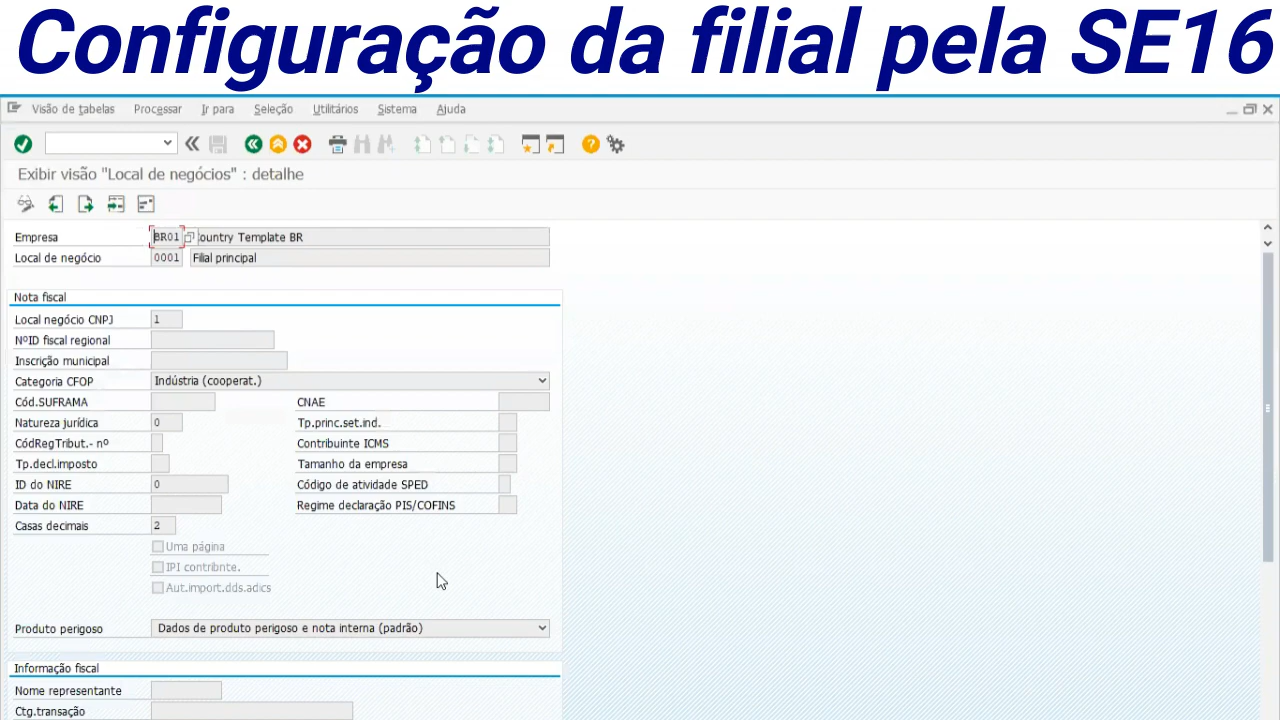 Configuração da filial pela SE16
Visão de tabelas Processar Ir para Seleção Utilitários Sistema Ajuda
Exibir visão "Local de negócios" : detalhe
Empresa BR01 ountry Template BR
Local de negócio 0001 Filial principal
Nota fiscal
Local negócio CNPJ 1
NºID fiscal regional
Inscrição municipal
Categoria CFOP Indústria (cooperat.)
Cód.SUFRAMA CNAE
Natureza jurídica 0 Tp.princ.set.ind.
CódRegTribut.- nº Contribuinte ICMS
Tp.decl.imposto Tamanho da empresa
ID do NIRE 0 Código de atividade SPED
Data do NIRE Regime declaração PIS/COFINS
Casas decimais 2
Uma página
IPI contribnte.
Aut.import.dds.adics
Produto perigoso Dados de produto perigoso e nota interna (padrão)
Informação fiscal
Nome representante
Ctg.transação